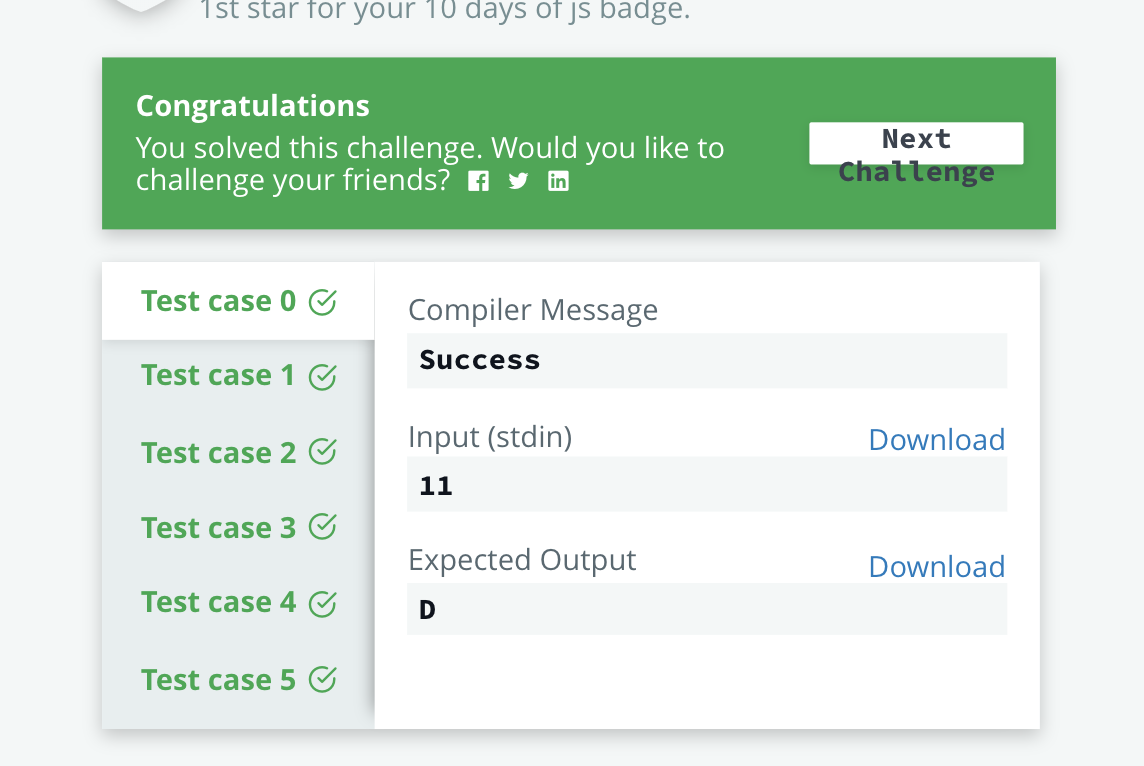 1st star for your 10 days of js badge.
Congratulations
You solved this challenge. Would you like to
challenge your friends?
Next
Challenge
Test case 0
Test case 1
Test case 2
Test case 3
Test case 4
Test case 5
Compiler Message
Success
Input (stdin)
Download
11
Expected Output
Download
D